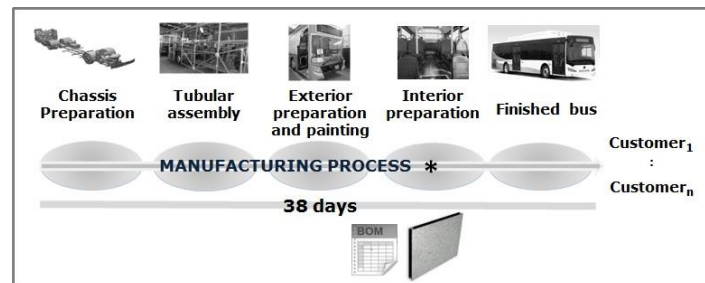 Chassis
Preparation
Tubular
assembly
Exterior
preparation
and painting
Interior
preparation
Finished bus
MANUFACTURING PROCESS *
Customer1
:
Customern
38 days
BOM